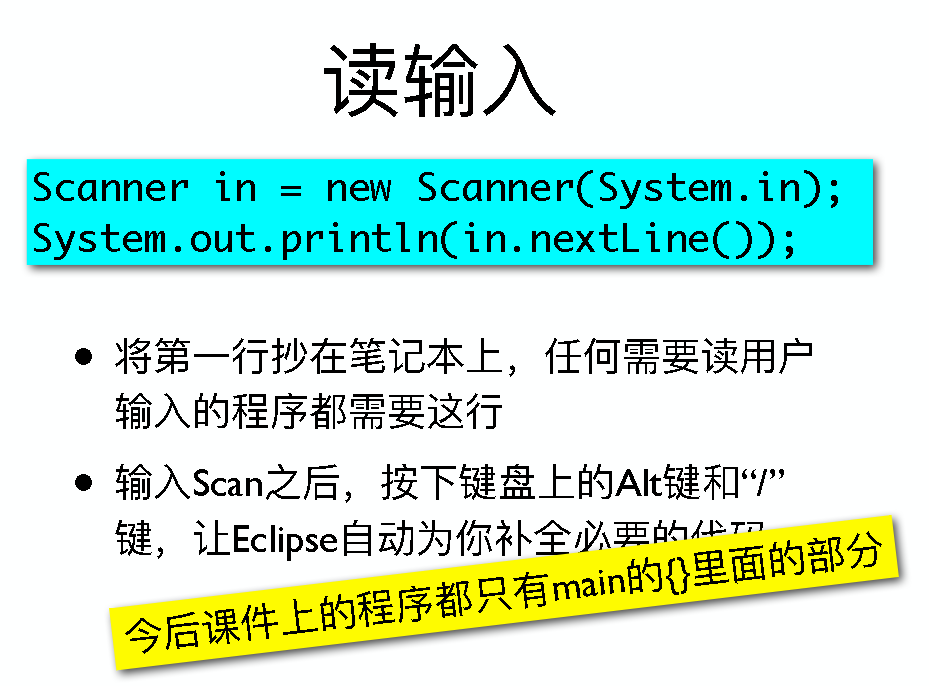 读输入
Scanner in = new Scanner(System.in);
System.out.println(in.nextLine());
• 将第一行抄在笔记本上，任何需要读用户
输入的程序都需要这行
• 输入Scan之后，按下键盘上的Alt键和“/”
键，让Eclipse自动为你补全必要的代码
今后课件上的程序都只有main的{}里面的部分